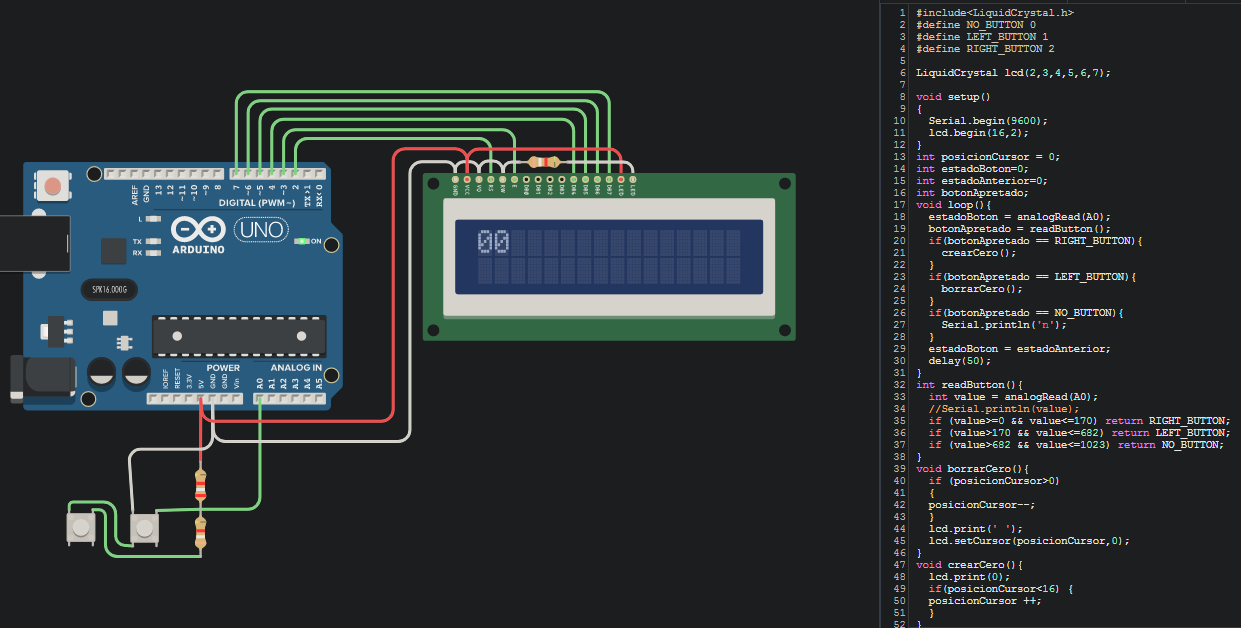 AREF
GND
13
12
~11
~10
~9
8
7
~6
~5
4
~3
2
TX→1
RX←0
DIGITAL (PWM~)
L
TX
RX
UNO
ON
ARDUINO
SPK16.000G
POWER
ANALOG IN
IOREF
RESET
3.3V
5V
GND
GND
Vin
A0
A1
A2
A3
A4
A5
GND
VCC
VO
RS
RW
E
DB0
DB1
DB2
DB3
DB4
DB5
DB6
DB7
LED
LED
00
1 #include<LiquidCrystal.h>
2 #define NO_BUTTON 0
3 #define LEFT_BUTTON 1
4 #define RIGHT_BUTTON 2
5
6 LiquidCrystal lcd(2,3,4,5,6,7);
7
8 void setup()
9 {
10 Serial.begin(9600);
11 lcd.begin(16,2);
12 }
13 int posicionCursor = 0;
14 int estadoBoton=0;
15 int estadoAnterior=0;
16 int botonApretado;
17 void loop(){
18 estadoBoton = analogRead(A0);
19 botonApretado = readButton();
20 if(botonApretado == RIGHT_BUTTON){
21 crearCero();
22 }
23 if(botonApretado == LEFT_BUTTON){
24 borrarCero();
25 }
26 if(botonApretado == NO_BUTTON){
27 Serial.println('n');
28 }
29 estadoBoton = estadoAnterior;
30 delay(50);
31 }
32 int readButton(){
33 int value = analogRead(A0);
34 //Serial.println(value);
35 if (value>=0 && value<=170) return RIGHT_BUTTON;
36 if (value>170 && value<=682) return LEFT_BUTTON;
37 if (value>682 && value<=1023) return NO_BUTTON;
38 }
39 void borrarCero(){
40 if (posicionCursor>0)
41 {
42 posicionCursor--;
43 }
44 lcd.print(' ');
45 lcd.setCursor(posicionCursor,0);
46 }
47 void crearCero(){
48 lcd.print(0);
49 if(posicionCursor<16) {
50 posicionCursor ++;
51 }
52 }